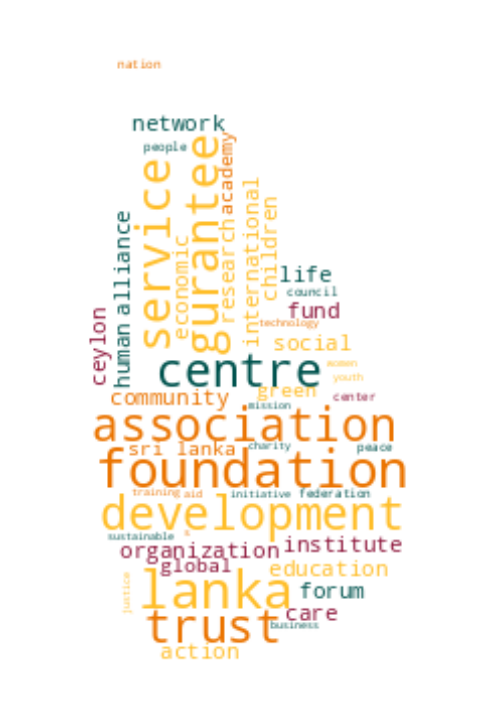 nation
network
people
service
gurantee
academy
economic
research
international
children
human
alliance
ceylon
life
council
fund
technology
social
centre
women
youth
green
center
community
mission
association
sri lanka
charity
peace
foundation
training
aid
initiative
federation
development
sustainable
a
organization
institute
global
education
lanka
justice
forum
care
trust
business
action